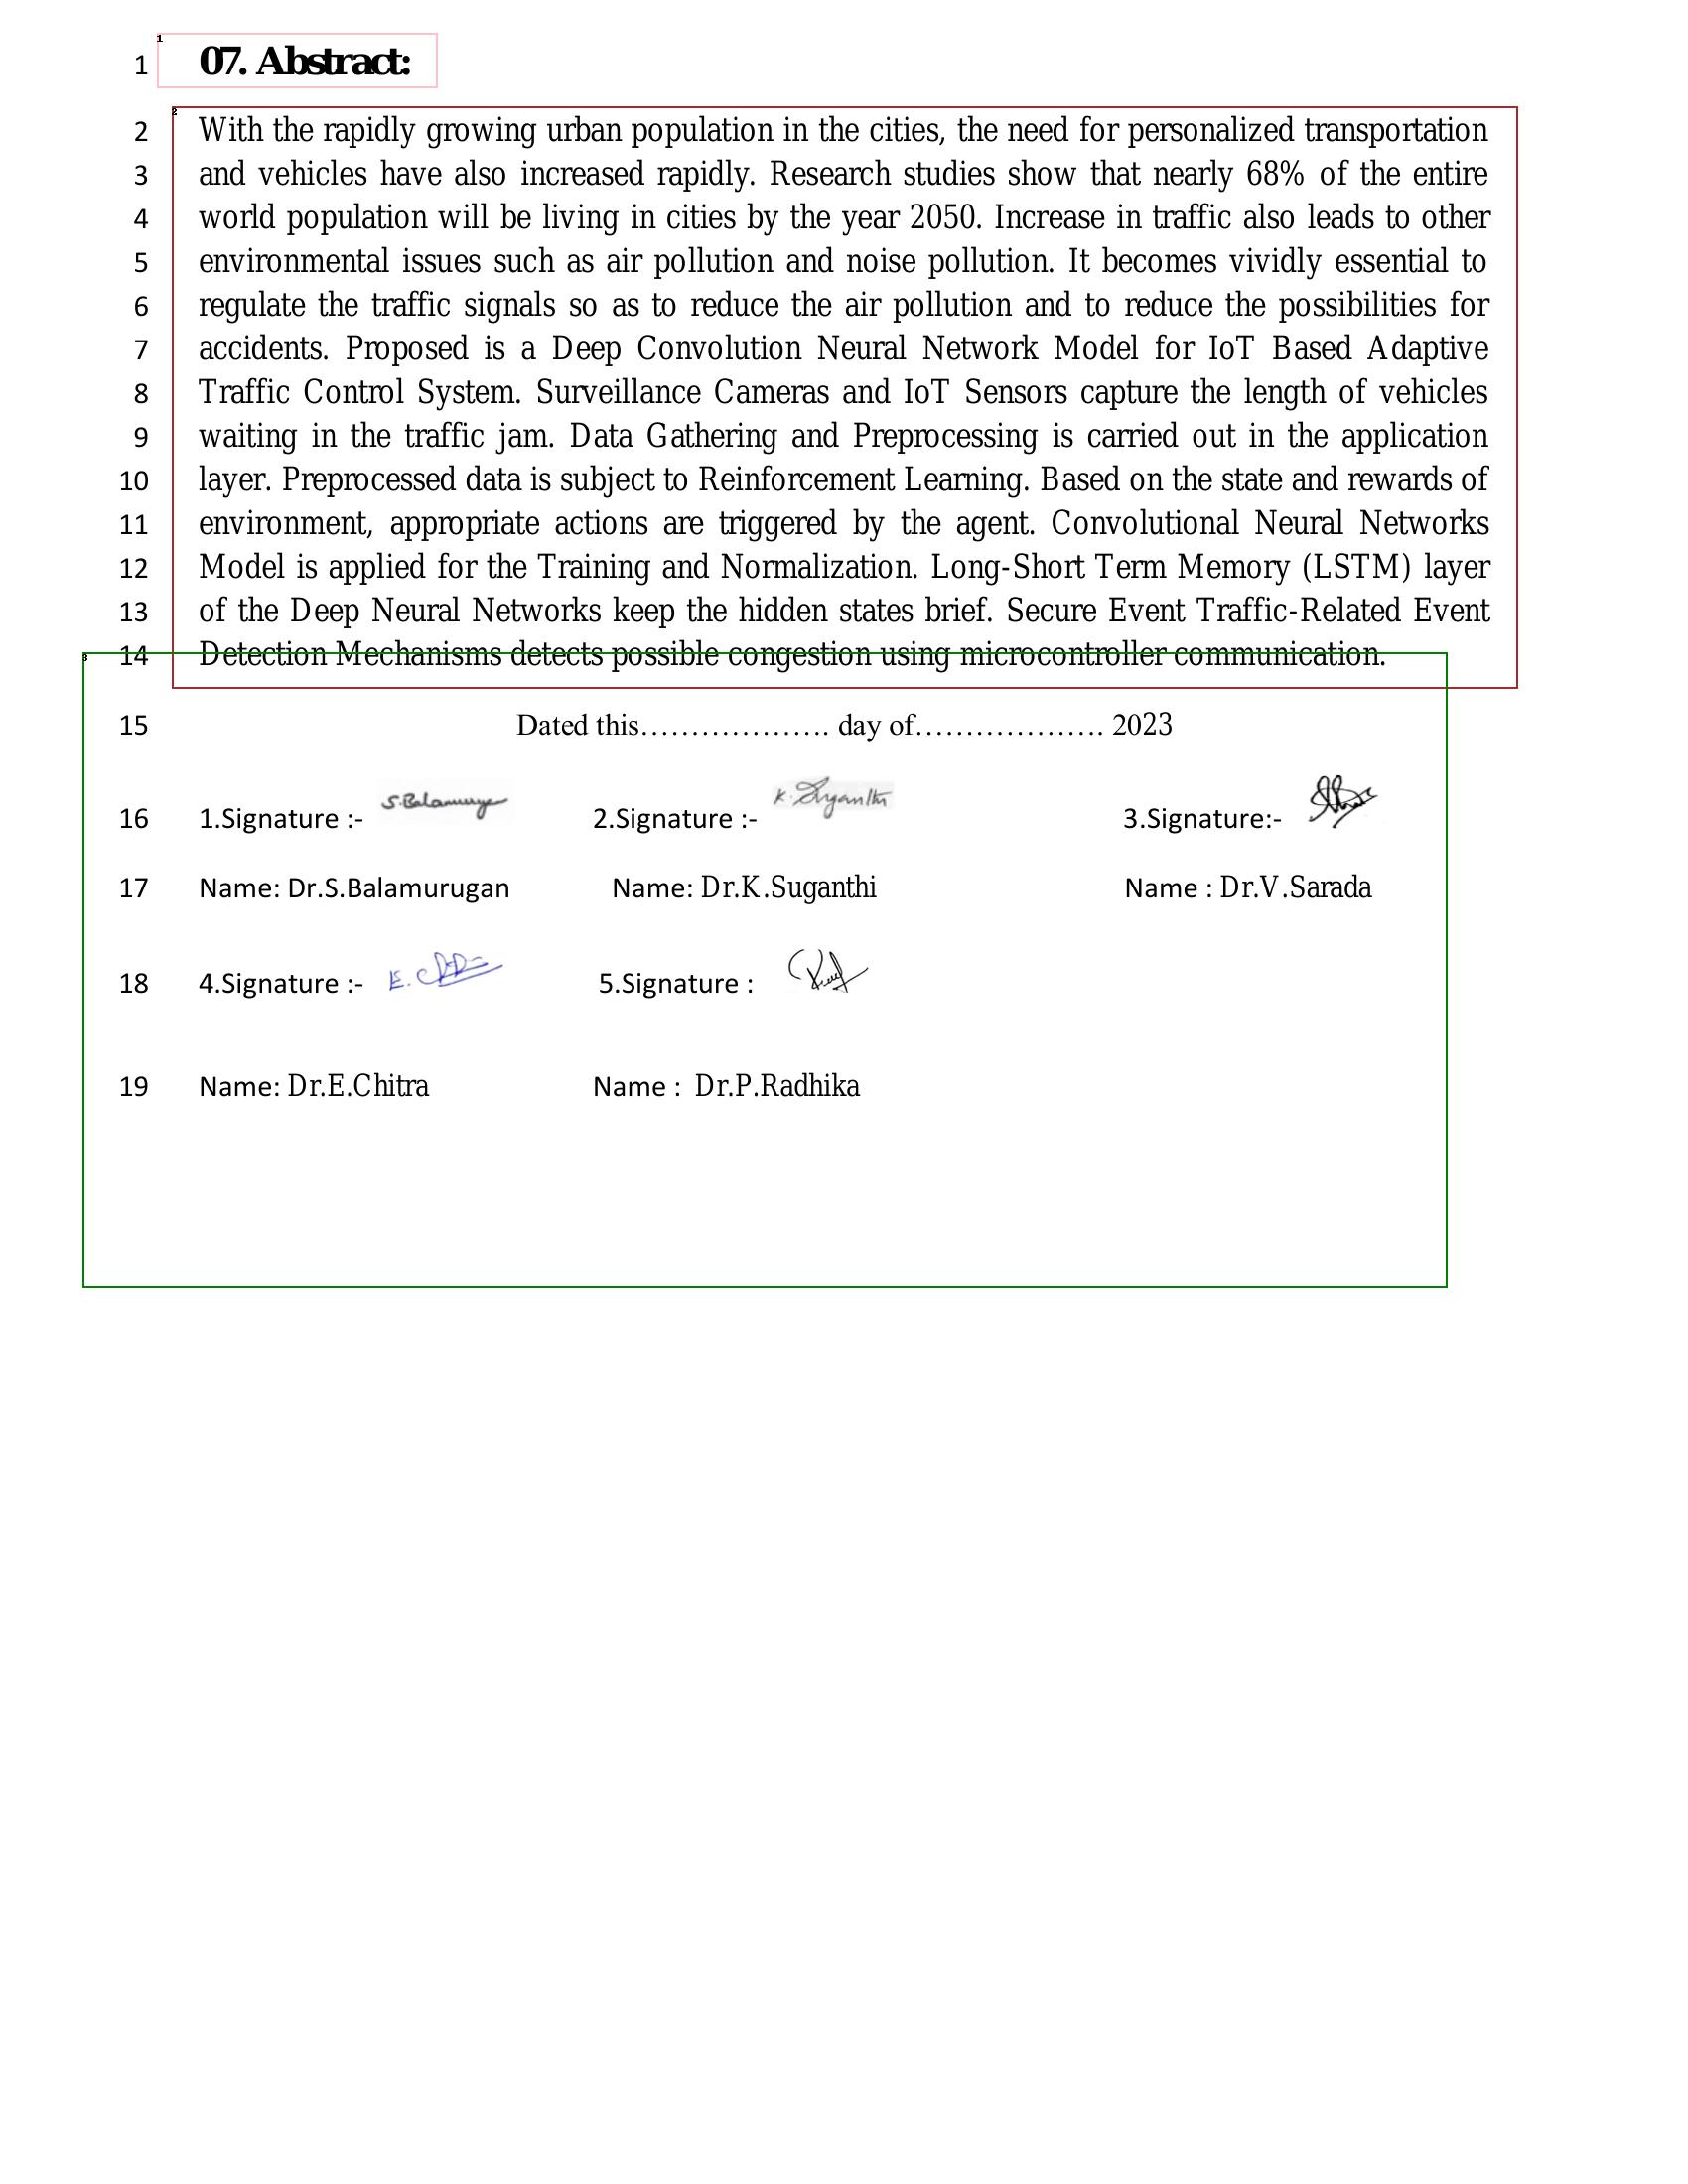 1 07. Abstract:
2 With the rapidly growing urban population in the cities, the need for personalized transportation
3 and vehicles have also increased rapidly. Research studies show that nearly 68% of the entire
4 world population will be living in cities by the year 2050. Increase in traffic also leads to other
5 environmental issues such as air pollution and noise pollution. It becomes vividly essential to
6 regulate the traffic signals so as to reduce the air pollution and to reduce the possibilities for
7 accidents. Proposed is a Deep Convolution Neural Network Model for IoT Based Adaptive
8 Traffic Control System. Surveillance Cameras and IoT Sensors capture the length of vehicles
9 waiting in the traffic jam. Data Gathering and Preprocessing is carried out in the application
10 layer. Preprocessed data is subject to Reinforcement Learning. Based on the state and rewards of
11 environment, appropriate actions are triggered by the agent. Convolutional Neural Networks
12 Model is applied for the Training and Normalization. Long-Short Term Memory (LSTM) layer
13 of the Deep Neural Networks keep the hidden states brief. Secure Event Traffic-Related Event
14 Detection Mechanisms detects possible congestion using microcontroller communication.
15 Dated this………………. day of………………. 2023
16 1.Signature :- 2.Signature :- 3.Signature:-
17 Name: Dr.S.Balamurugan Name: Dr.K.Suganthi Name : Dr.V.Sarada
18 4.Signature :- 5.Signature :
19 Name: Dr.E.Chitra Name : Dr.P.Radhika